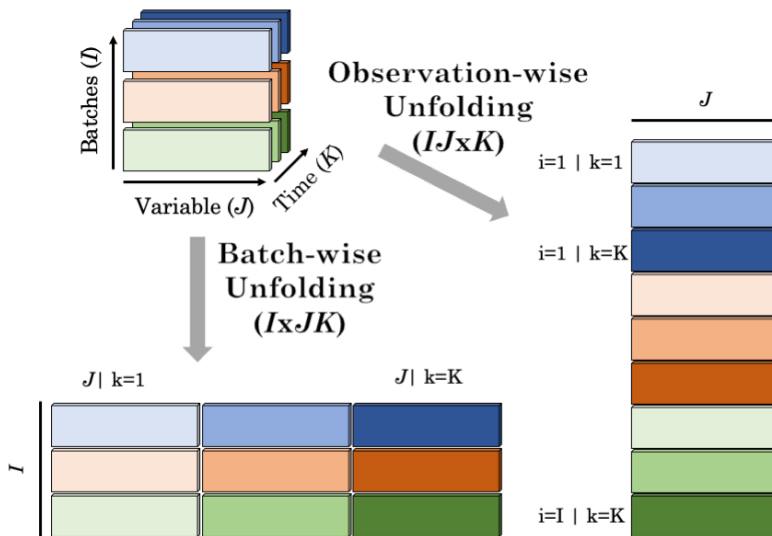 Batches (I)
Variable (J)
Time (K)
Observation-wise
Unfolding
(IJxK)
Batch-wise
Unfolding
(IxJK)
J
i=1 | k=1
i=1 | k=K
i=I | k=K
J| k=1
J| k=K
I